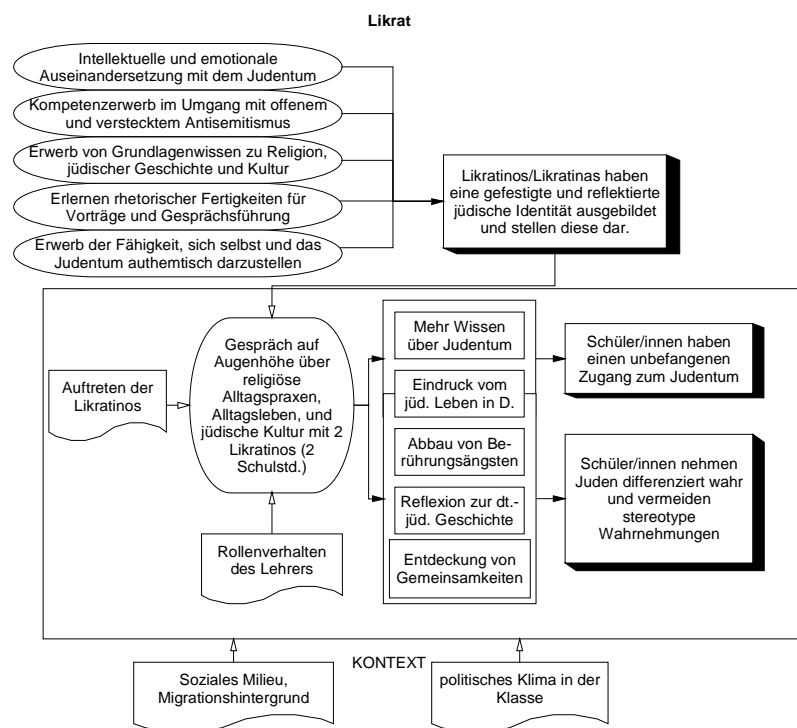 Likrat
Intellektuelle und emotionale
Auseinandersetzung mit dem Judentum
Kompetenzerwerb im Umgang mit offenem
und verstecktem Antisemitismus
Erwerb von Grundlagenwissen zu Religion,
jüdischer Geschichte und Kultur
Erlernen rhetorischer Fertigkeiten für
Vorträge und Gesprächsführung
Erwerb der Fähigkeit, sich selbst und das
Judentum authemtisch darzustellen
Likratinos/Likratinas haben
eine gefestigte und reflektierte
jüdische Identität ausgebildet
und stellen diese dar.
Auftreten der
Likratinos
Gespräch auf
Augenhöhe über
religiöse
Alltagspraxen,
Alltagsleben, und
jüdische Kultur mit 2
Likratinos (2
Schulstd.)
Rollenverhalten
des Lehrers
Mehr Wissen
über Judentum
Eindruck vom
jüd. Leben in D.
Abbau von Be-
rührungsängsten
Reflexion zur dt.-
jüd. Geschichte
Entdeckung von
Gemeinsamkeiten
Schüler/innen haben
einen unbefangenen
Zugang zum Judentum
Schüler/innen nehmen
Juden differenziert wahr
und vermeiden
stereotype
Wahrnehmungen
KONTEXT
Soziales Milieu,
Migrationshintergrund
politisches Klima in der
Klasse